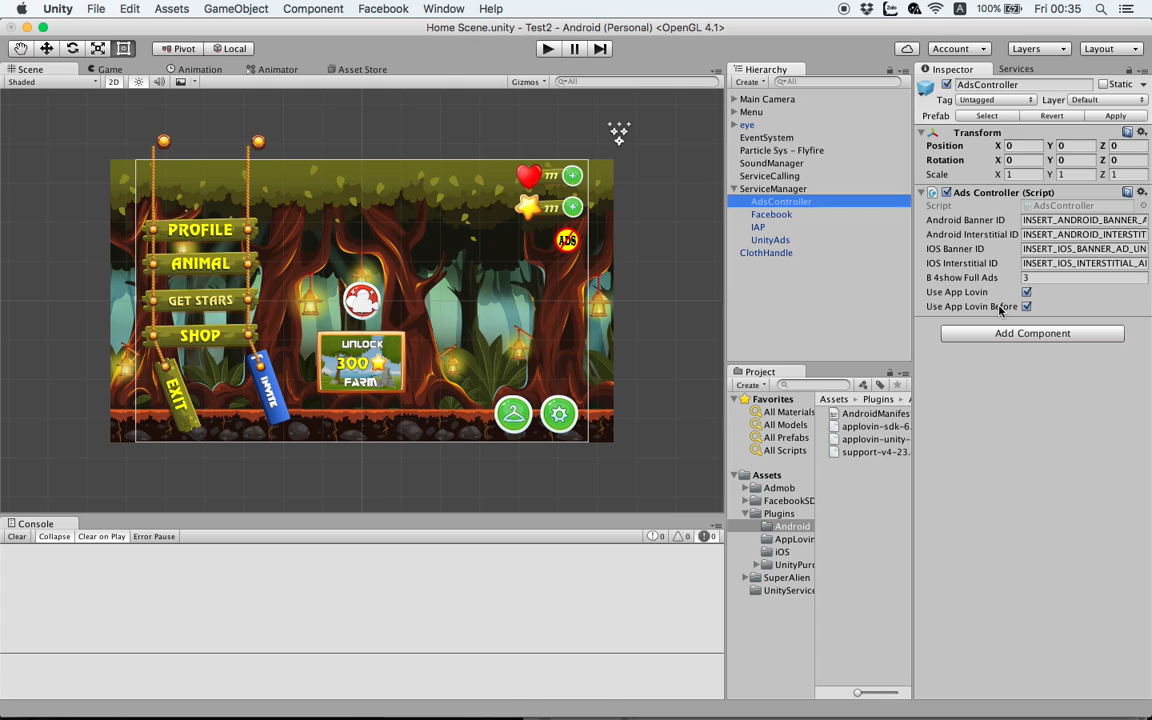 Unity File Edit Assets GameObject Component Facebook Window Help 100% Fri 00:35
Home Scene.unity - Test2 - Android (Personal) <OpenGL 4.1>
Pivot Local Account Layers Layout
Scene Game Animation Animator Asset Store
Shaded 2D Gizmos All
PROFILE
ANIMAL
GET STARS
SHOP
EXIT
INVITE
777
777
ADS
UNLOCK
300
FARM
Hierarchy
Create All
Main Camera
Menu
eye
EventSystem
Particle Sys - Flyfire
SoundManager
ServiceCalling
ServiceManager
AdsController
Facebook
IAP
UnityAds
ClothHandle
Project
Create
Favorites
All Materials
All Models
All Prefabs
All Scripts
Assets
Admob
FacebookSD
Plugins
Android
AppLovin
iOS
UnityPurc
SuperAlien
UnityService
Assets Plugins
AndroidManifes
applovin-sdk-6.
applovin-unity-
support-v4-23.
Inspector Services
AdsController Static
Tag Untagged Layer Default
Prefab Select Revert Apply
Transform
Position X 0 Y 0 Z 0
Rotation X 0 Y 0 Z 0
Scale X 1 Y 1 Z 1
Ads Controller (Script)
Script AdsController
Android Banner ID INSERT_ANDROID_BANNER_A
Android Interstitial ID INSERT_ANDROID_INTERSTIT
IOS Banner ID INSERT_IOS_BANNER_AD_UN
IOS Interstitial ID INSERT_IOS_INTERSTITIAL_AI
B 4show Full Ads 3
Use App Lovin
Use App Lovin Before
Add Component
Console
Clear Collapse Clear on Play Error Pause 0 0 0